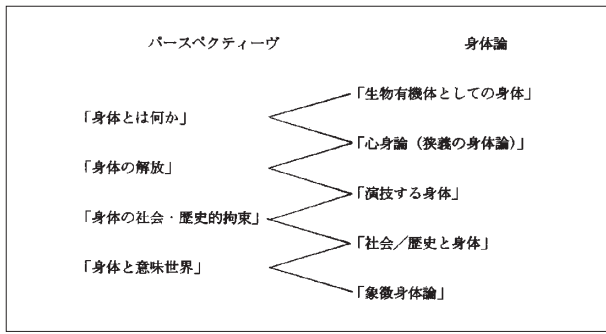 パースペクティーヴ
身体論
「生物有機体としての身体」
「身体とは何か」
「心身論（狭義の身体論）」
「身体の解放」
「演技する身体」
「身体の社会・歴史的拘束」
「社会／歴史と身体」
「身体と意味世界」
「象徴身体論」